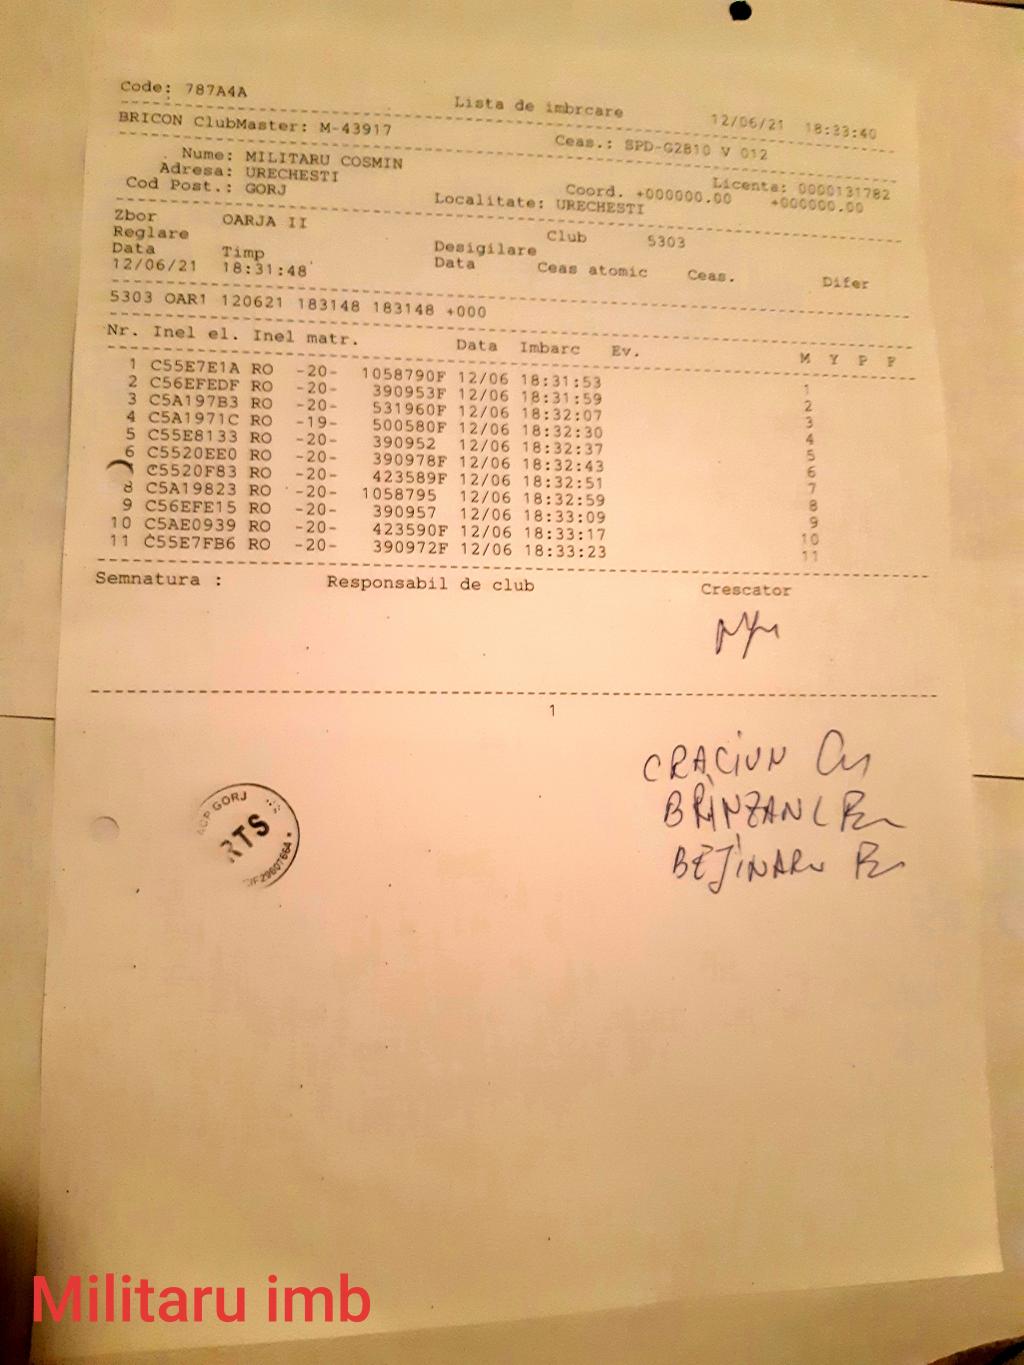 Code: 787A4A
Lista de imbrcare 12/06/21 18:33:40
BRICON ClubMaster: M-43917 Ceas.: SPD-G2810 V 012
Nume: MILITARU COSMIN Licenta: 0000131782
Adresa: URECHESTI Coord. +000000.00 +000000.00
Cod Post.: GORJ Localitate: URECHESTI
Zbor OARJA II Club 5303
Reglare Desigilare
Data Timp Data Ceas atomic Ceas. Difer
12/06/21 18:31:48
5303 OAR1 120621 183148 183148 +000
Nr. Inel el. Inel matr. Data Imbarc Ev. M Y P F
1 C55E7E1A RO -20- 1058790F 12/06 18:31:53 1
2 C56EFEDF RO -20- 390953F 12/06 18:31:59 2
3 C5A197B3 RO -20- 531960F 12/06 18:32:07 3
4 C5A1971C RO -19- 500580F 12/06 18:32:30 4
5 C55E8133 RO -20- 390952 12/06 18:32:37 5
6 C5520EE0 RO -20- 390978F 12/06 18:32:43 6
C5520F83 RO -20- 423589F 12/06 18:32:51 7
8 C5A19823 RO -20- 1058795 12/06 18:32:59 8
9 C56EFE15 RO -20- 390957 12/06 18:33:09 9
10 C5AE0939 RO -20- 423590F 12/06 18:33:17 10
11 C55E7FB6 RO -20- 390972F 12/06 18:33:23 11
Semnatura : Responsabil de club Crescator
1
CRACIUN
BRINZAN
BEJINARU
GORJ
RTS
29607664
Militaru imb